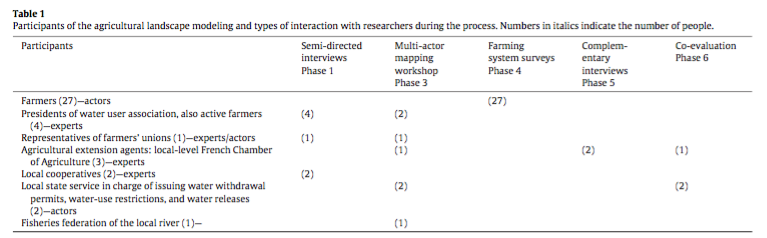 Table 1
Participants of the agricultural landscape modeling and types of interaction with researchers during the process. Numbers in italics indicate the number of people.
Participants Semi-directed Multi-actor Farming Complem- Co-evaluation
interviews mapping system surveys entary Phase 6
Phase 1 workshop Phase 4 interviews
Phase 3 Phase 5
Farmers (27)—actors (27)
Presidents of water user association, also active farmers (4) (2)
(4)—experts
Representatives of farmers' unions (1)—experts/actors (1) (1)
Agricultural extension agents: local-level French Chamber (1) (2) (1)
of Agriculture (3)—experts
Local cooperatives (2)—experts (2)
Local state service in charge of issuing water withdrawal (2) (2)
permits, water-use restrictions, and water releases
(2)—actors
Fisheries federation of the local river (1)— (1)